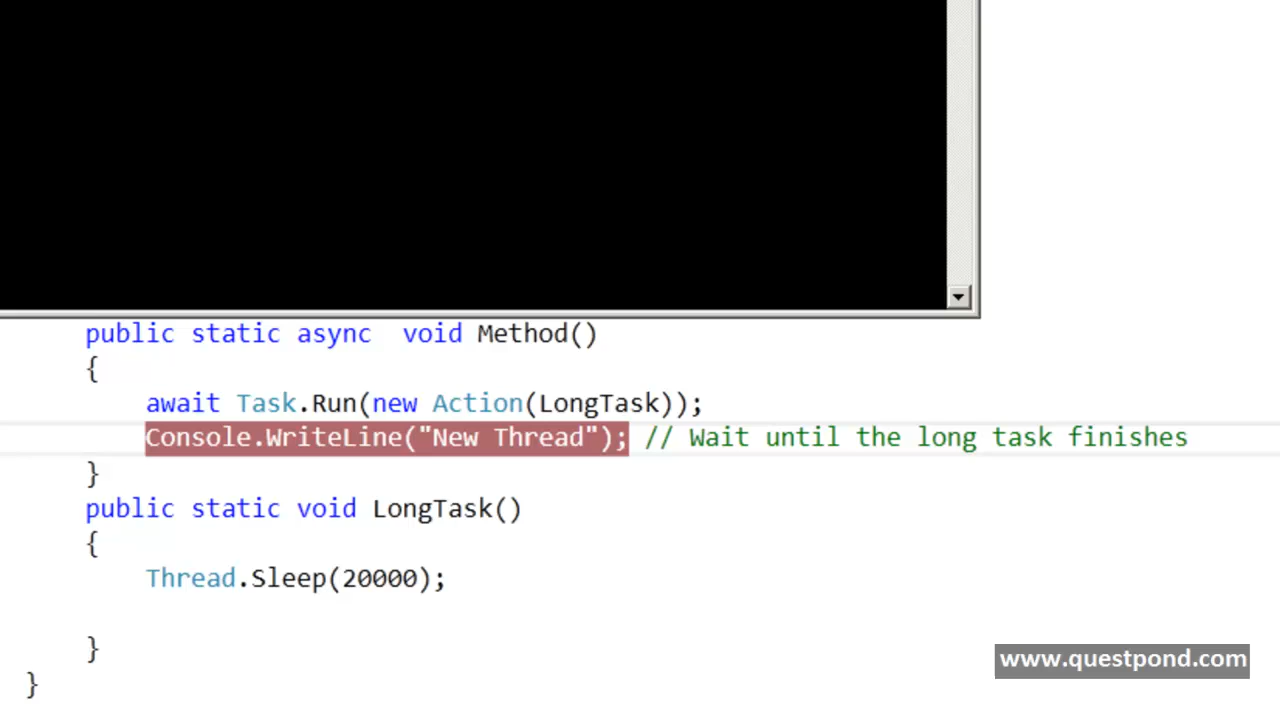 public static async  void Method()
{
await Task.Run(new Action(LongTask));
Console.WriteLine("New Thread"); // Wait until the long task finishes
}
public static void LongTask()
{
Thread.Sleep(20000);
}
www.questpond.com
}